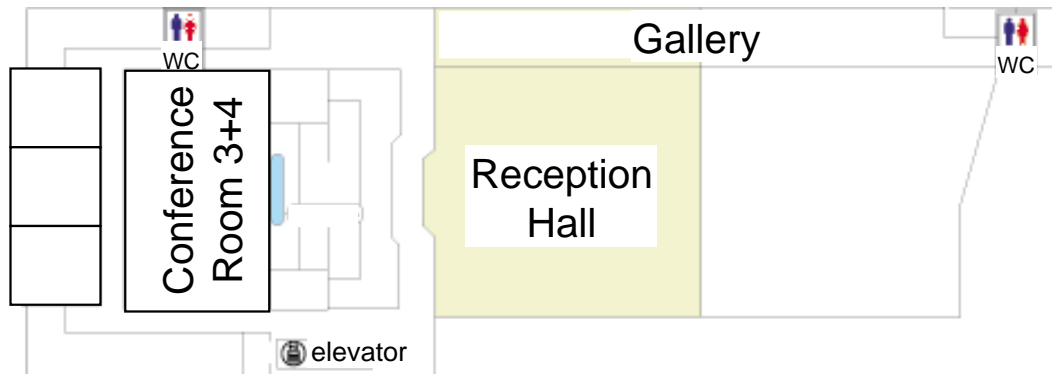 Gallery
WC
WC
Conference
Room 3+4
Reception
Hall
elevator